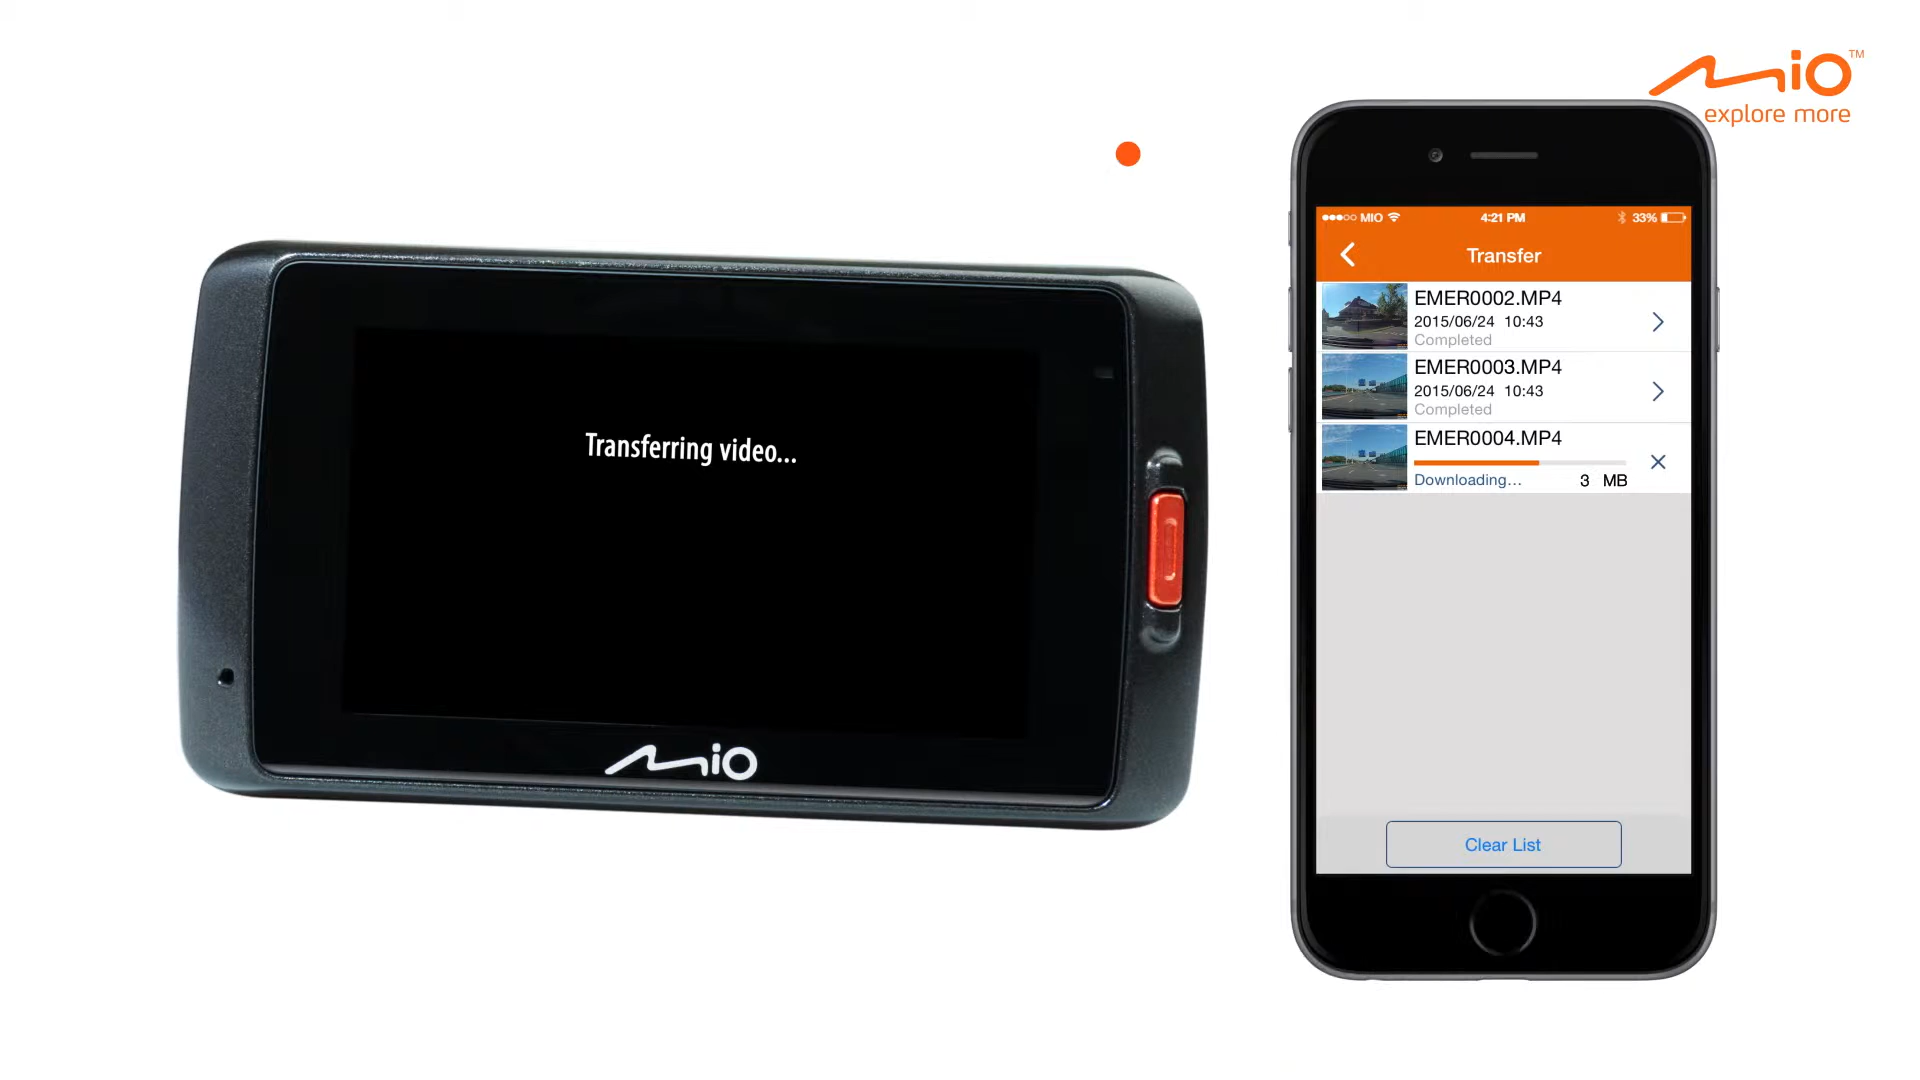 Mio™
explore more
Transferring video...
Mio
MIO 4:21 PM 33%
Transfer
EMER0002.MP4
2015/06/24 10:43
Completed
EMER0003.MP4
2015/06/24 10:43
Completed
EMER0004.MP4
Downloading... 3 MB
Clear List